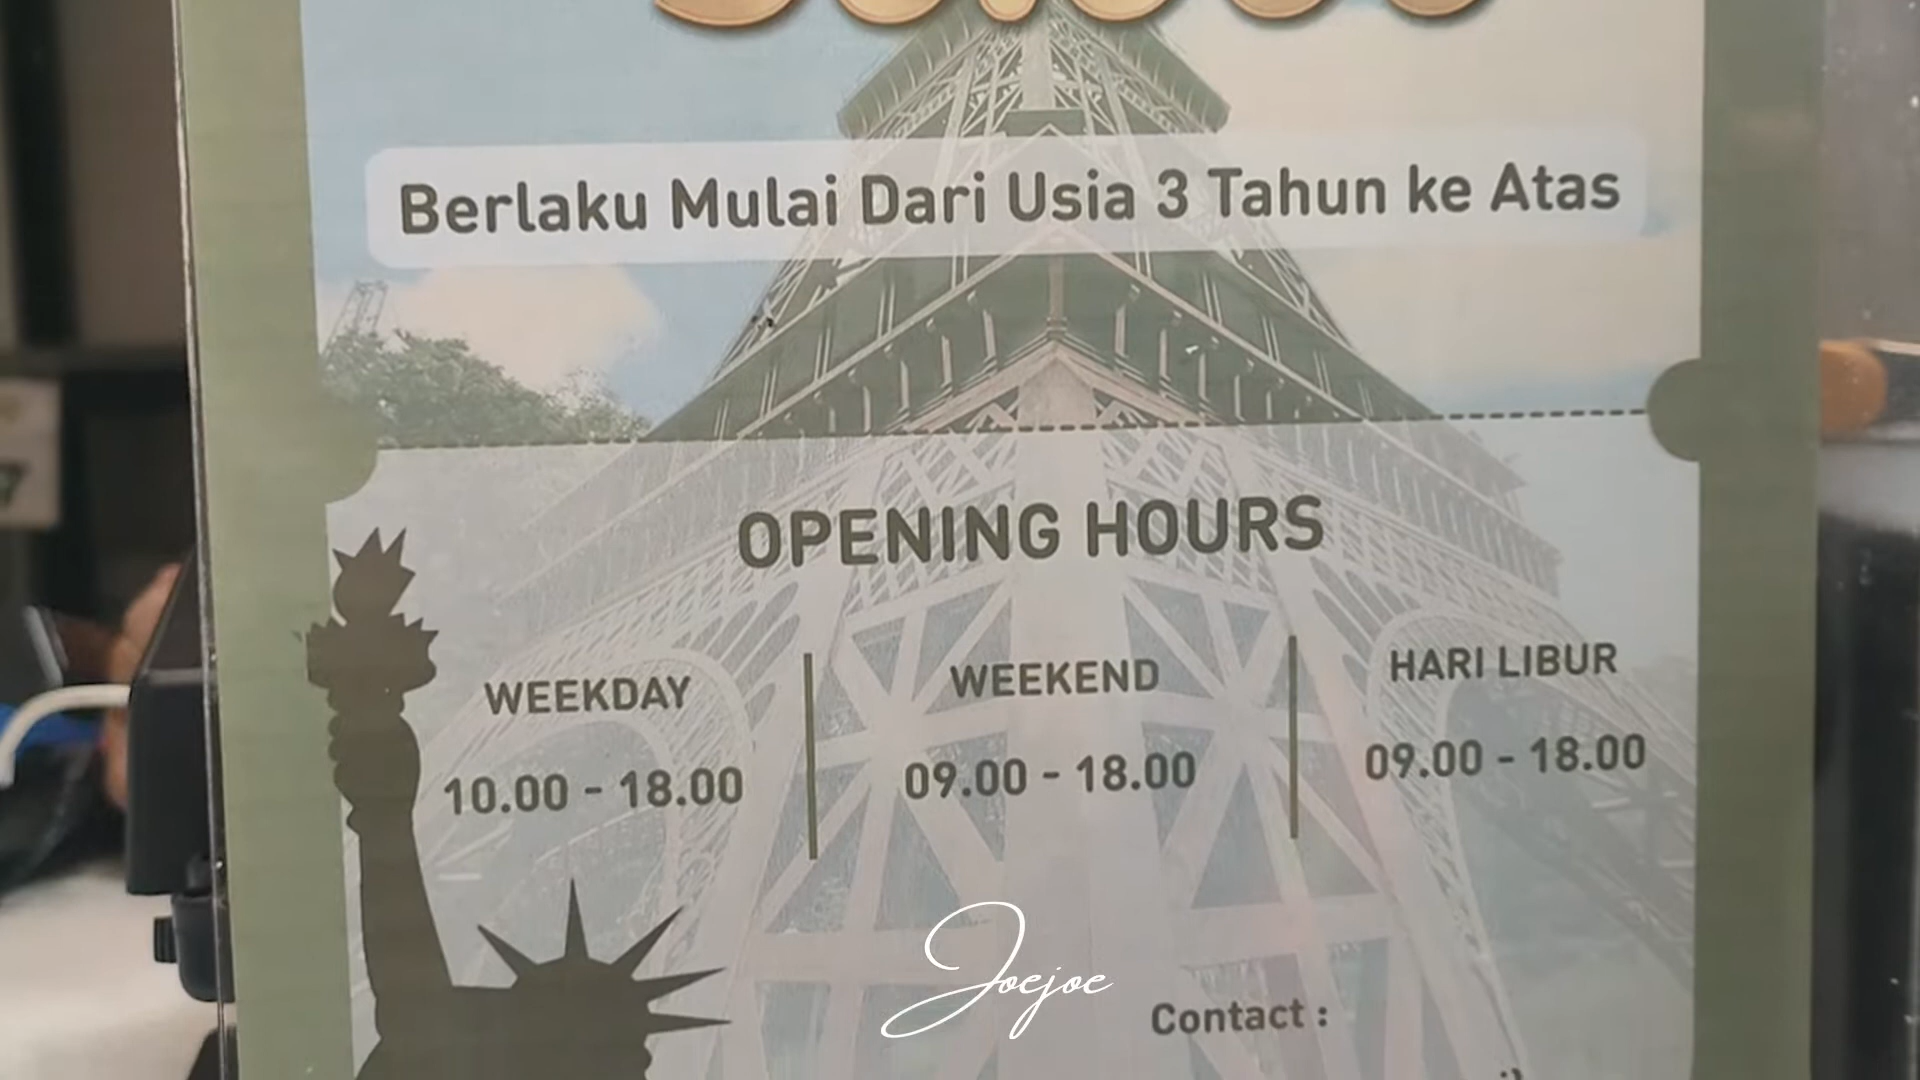 Berlaku Mulai Dari Usia 3 Tahun ke Atas
OPENING HOURS
WEEKDAY
10.00 - 18.00
WEEKEND
09.00 - 18.00
HARI LIBUR
09.00 - 18.00
Joejoe
Contact :